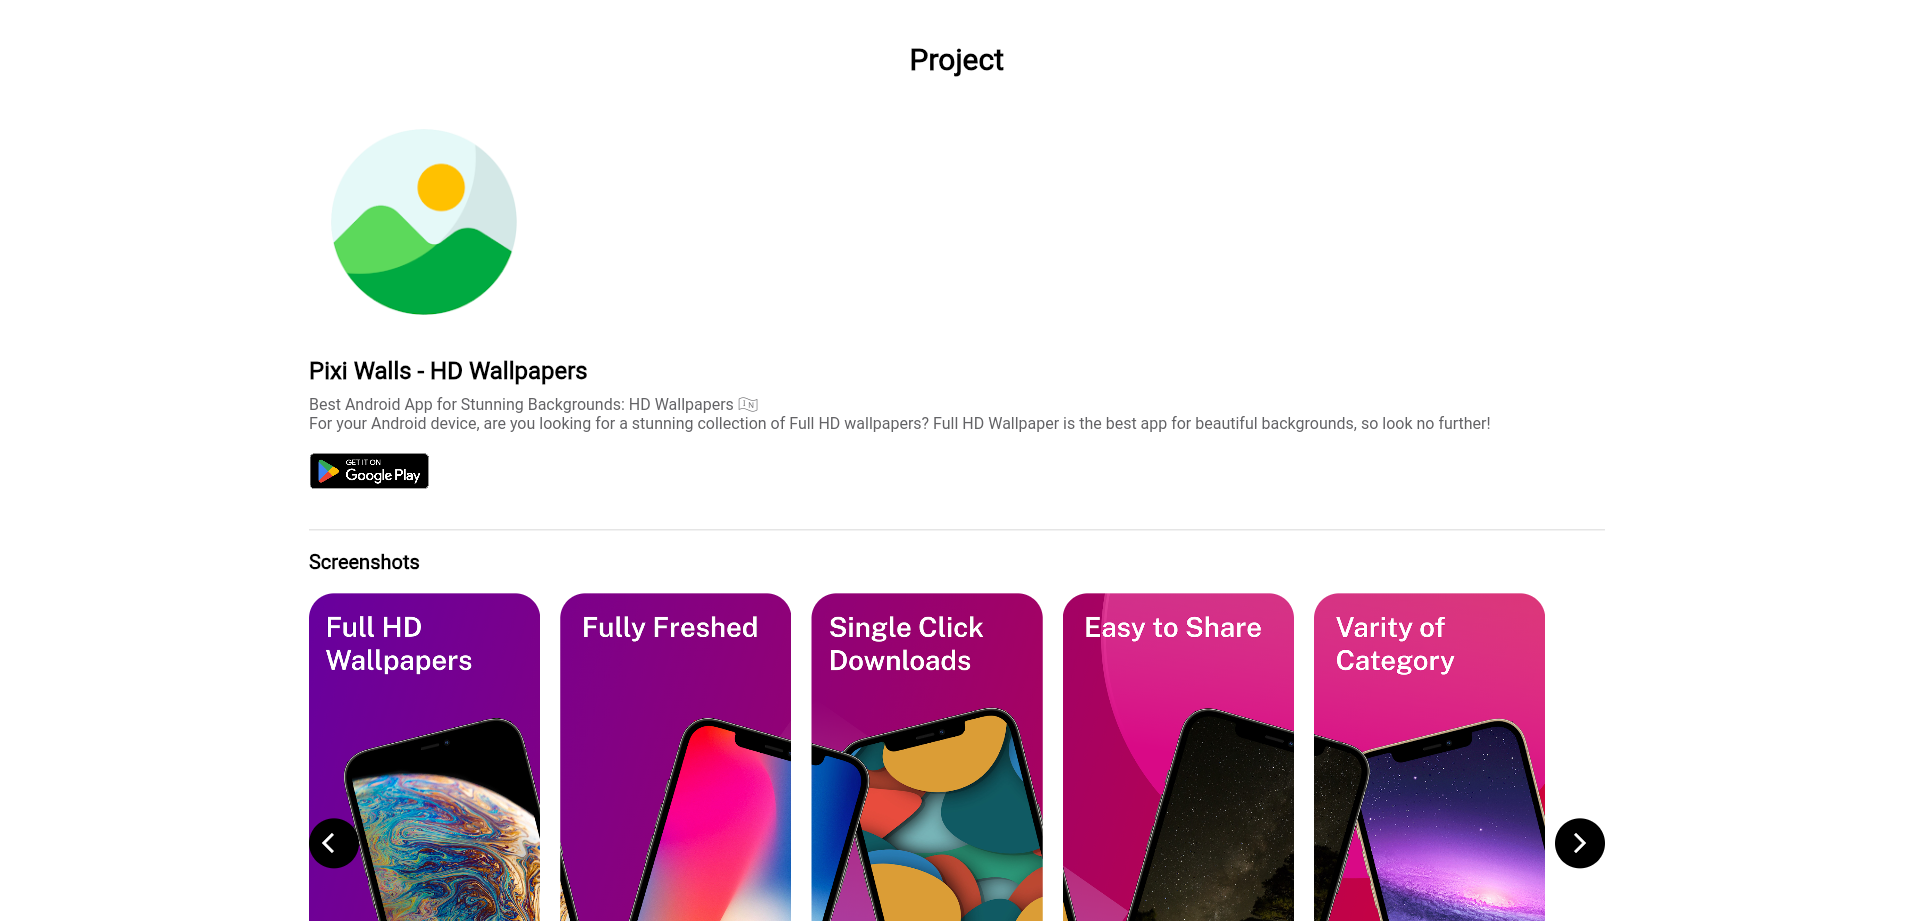 Project
Pixi Walls - HD Wallpapers
Best Android App for Stunning Backgrounds: HD Wallpapers 🇮🇳
For your Android device, are you looking for a stunning collection of Full HD wallpapers? Full HD Wallpaper is the best app for beautiful backgrounds, so look no further!
GET IT ON
Google Play
Screenshots
Full HD
Wallpapers
Fully Freshed
Single Click
Downloads
Easy to Share
Varity of
Category